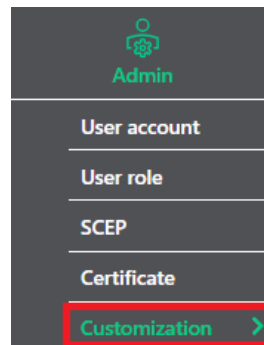 Admin
User account
User role
SCEP
Certificate
Customization